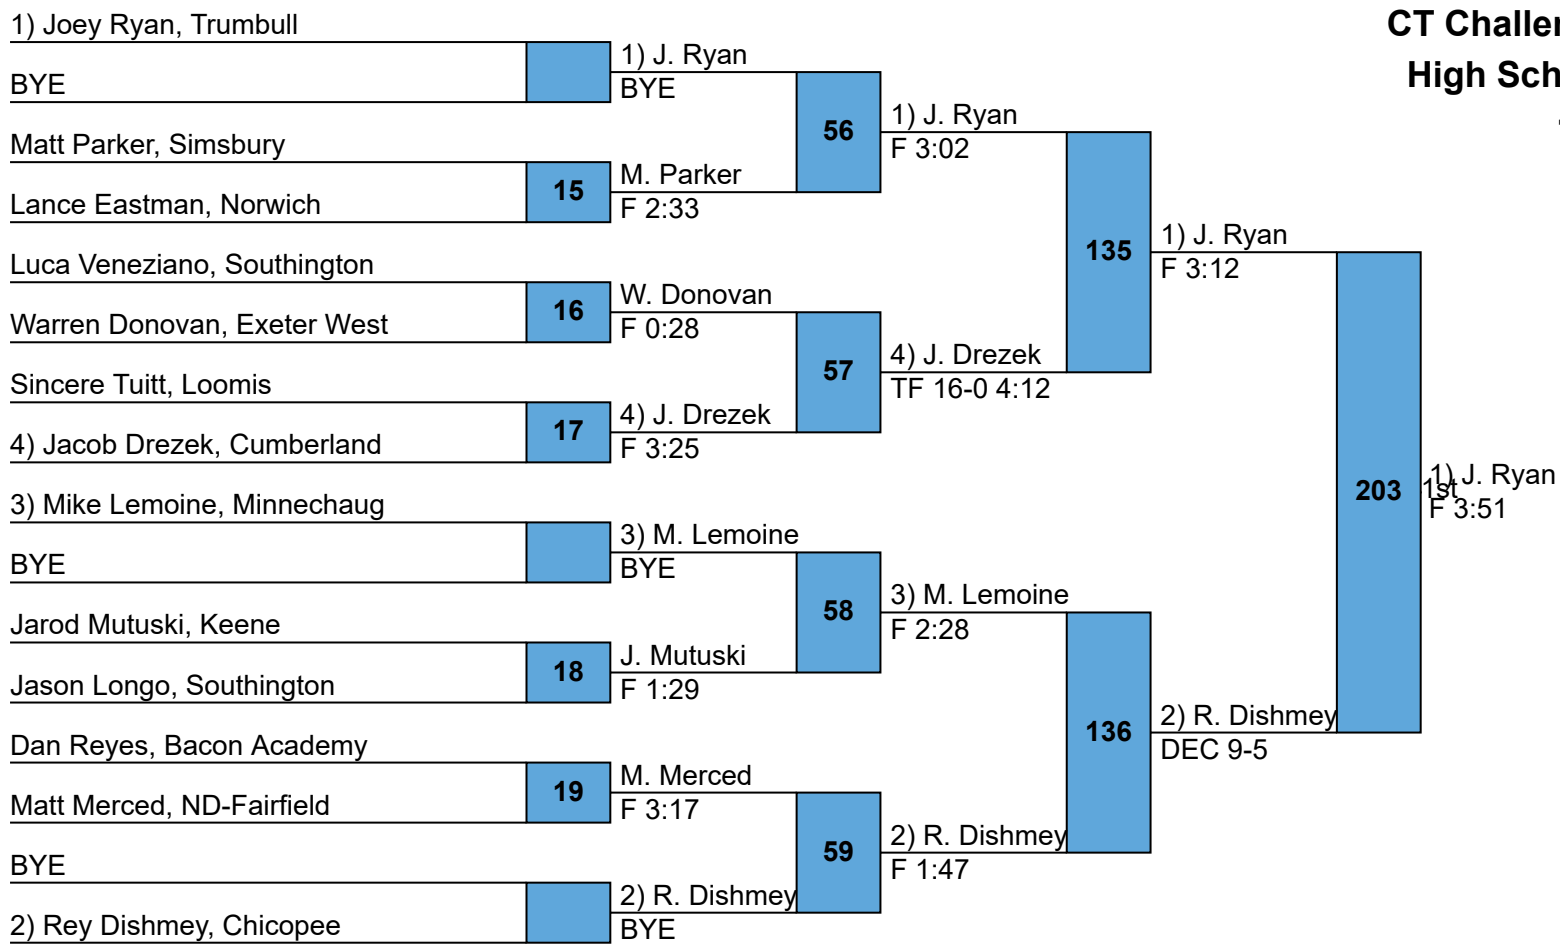 1) Joey Ryan, Trumbull
BYE
Matt Parker, Simsbury
Lance Eastman, Norwich
Luca Veneziano, Southington
Warren Donovan, Exeter West
Sincere Tuitt, Loomis
4) Jacob Drezek, Cumberland
3) Mike Lemoine, Minnechaug
BYE
Jarod Mutuski, Keene
Jason Longo, Southington
Dan Reyes, Bacon Academy
Matt Merced, ND-Fairfield
BYE
2) Rey Dishmey, Chicopee
15
16
17
18
19
1) J. Ryan
BYE
M. Parker
F 2:33
W. Donovan
F 0:28
4) J. Drezek
F 3:25
3) M. Lemoine
BYE
J. Mutuski
F 1:29
M. Merced
F 3:17
2) R. Dishmey
BYE
56
57
58
59
1) J. Ryan
F 3:02
4) J. Drezek
TF 16-0 4:12
3) M. Lemoine
F 2:28
2) R. Dishmey
F 1:47
135
136
1) J. Ryan
F 3:12
2) R. Dishmey
DEC 9-5
203
1) J. Ryan
1st
F 3:51
CT Challen
High Sch